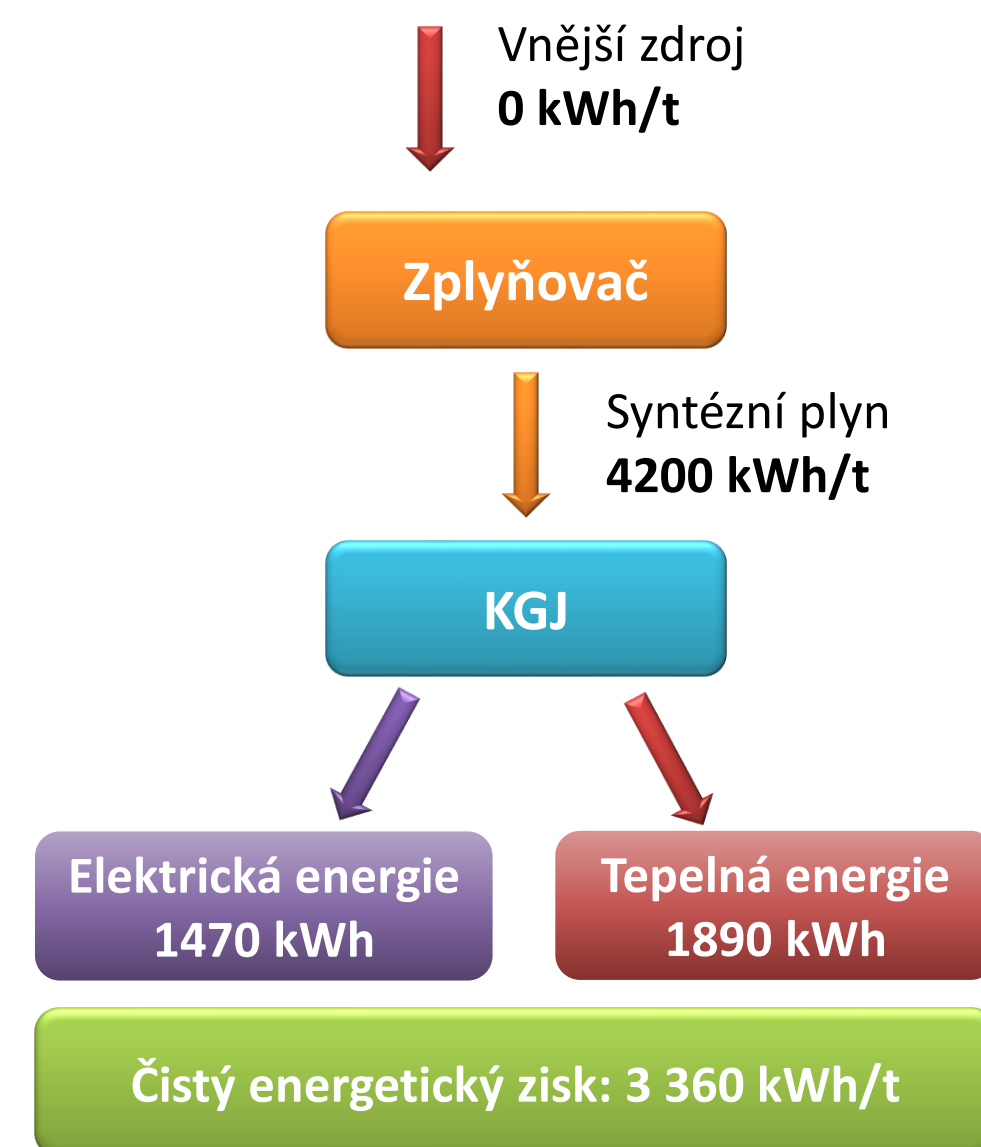 Vnější zdroj
0 kWh/t
Zplyňovač
Syntézní plyn
4200 kWh/t
KGJ
Elektrická energie
1470 kWh
Tepelná energie
1890 kWh
Čistý energetický zisk: 3 360 kWh/t